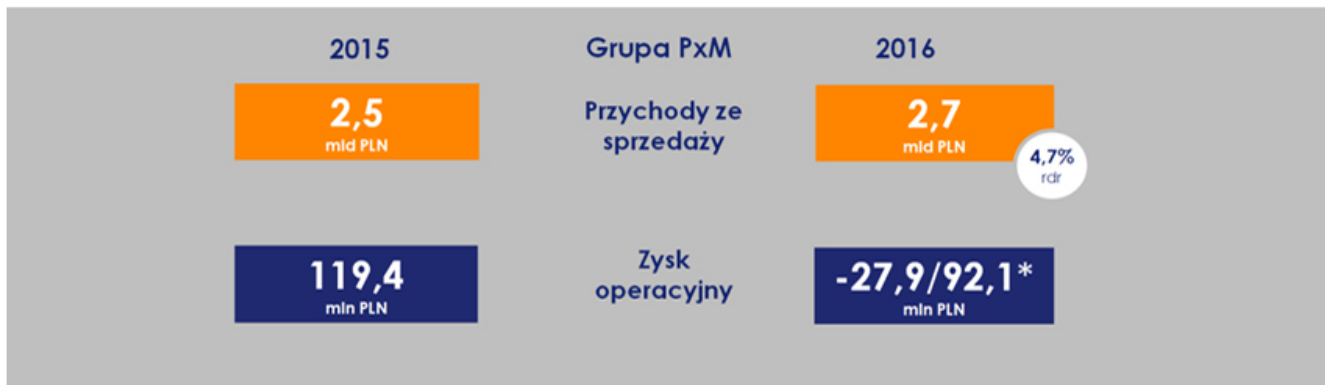 2015
Grupa PxM
2016
2,5
mld PLN
Przychody ze
sprzedaży
2,7
mld PLN
4,7%
rdr
119,4
mln PLN
Zysk
operacyjny
-27,9/92,1*
mln PLN